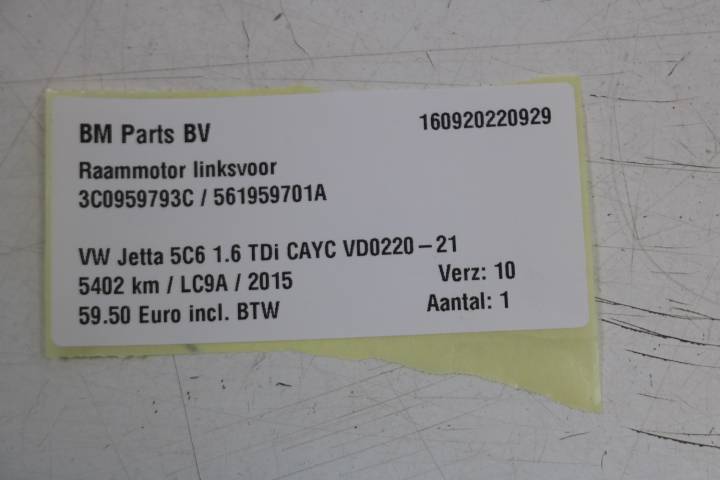 BM Parts BV 160920220929
Raammotor linksvoor
3C0959793C / 561959701A
VW Jetta 5C6 1.6 TDi CAYC VD0220-21
5402 km / LC9A / 2015 Verz: 10
59.50 Euro incl. BTW Aantal: 1